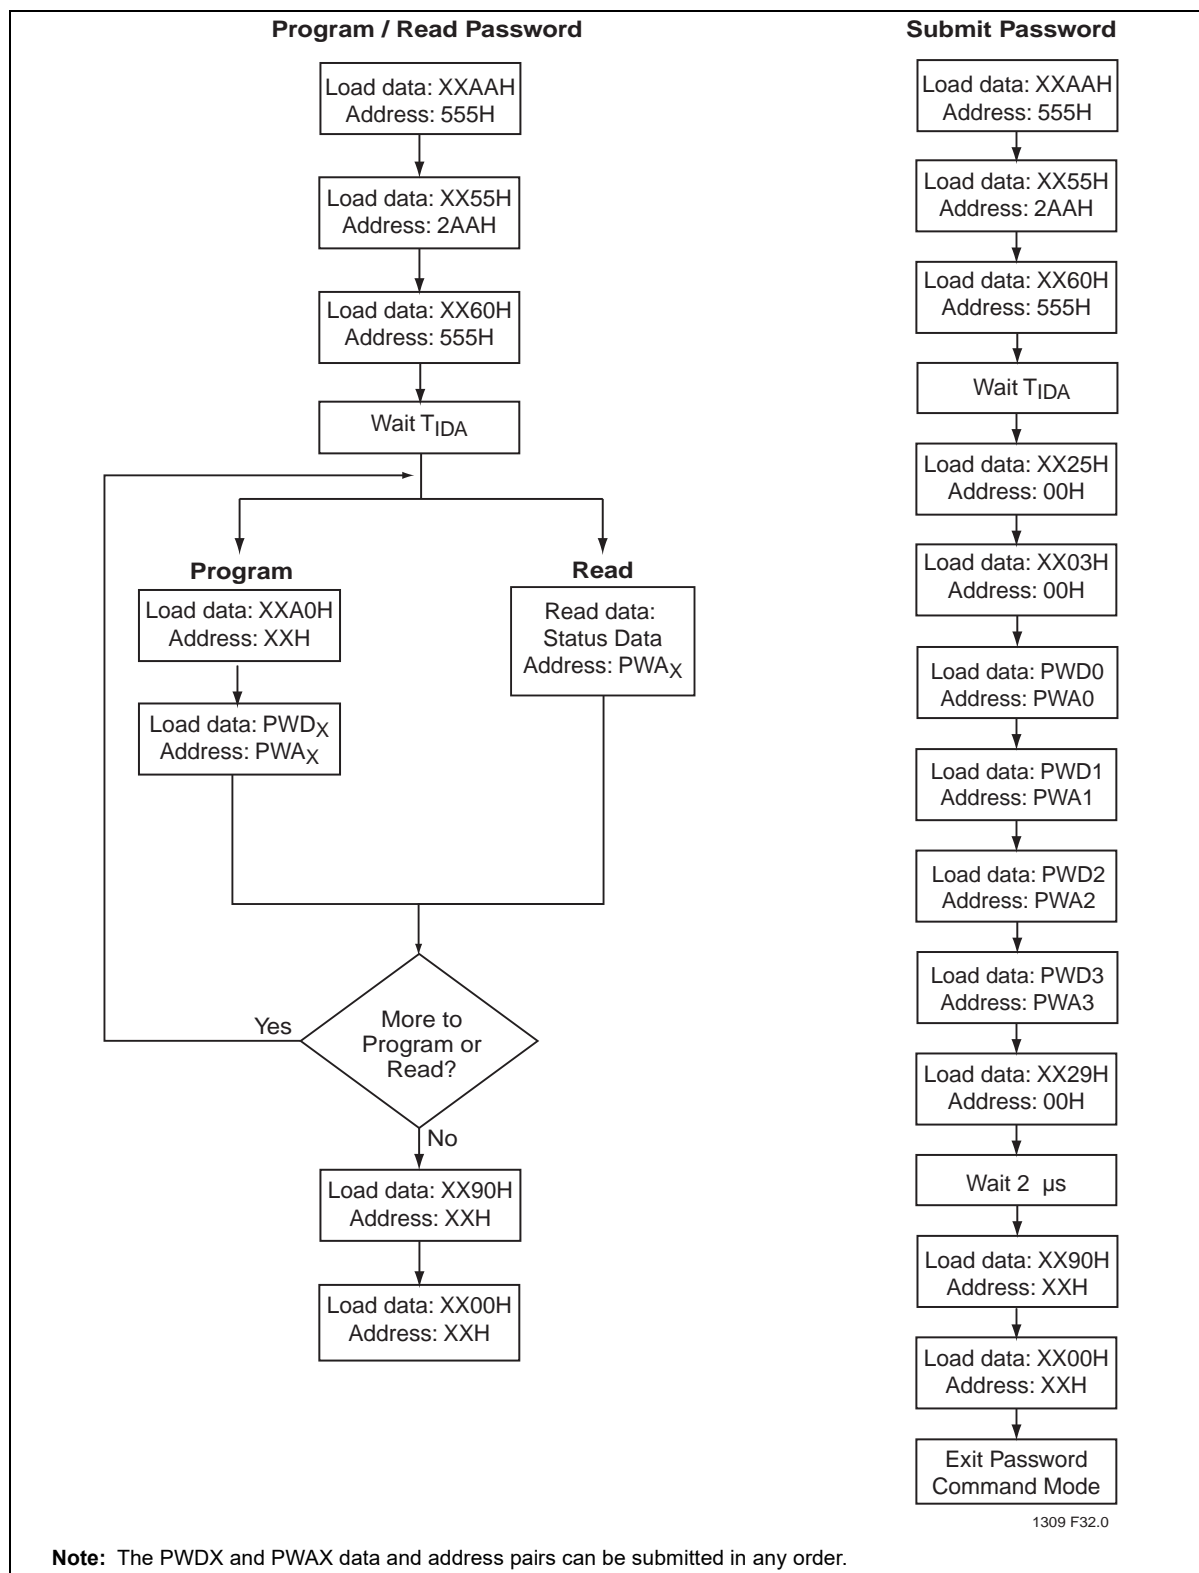 Program / Read Password
Load data: XXAAH
Address: 555H
Load data: XX55H
Address: 2AAH
Load data: XX60H
Address: 555H
Wait TIDA
Program
Load data: XXA0H
Address: XXH
Load data: PWDX
Address: PWAX
Read
Read data:
Status Data
Address: PWAX
More to
Program or
Read?
Yes
No
Load data: XX90H
Address: XXH
Load data: XX00H
Address: XXH
Submit Password
Load data: XXAAH
Address: 555H
Load data: XX55H
Address: 2AAH
Load data: XX60H
Address: 555H
Wait TIDA
Load data: XX25H
Address: 00H
Load data: XX03H
Address: 00H
Load data: PWD0
Address: PWA0
Load data: PWD1
Address: PWA1
Load data: PWD2
Address: PWA2
Load data: PWD3
Address: PWA3
Load data: XX29H
Address: 00H
Wait 2 µs
Load data: XX90H
Address: XXH
Load data: XX00H
Address: XXH
Exit Password
Command Mode
1309 F32.0
Note: The PWDX and PWAX data and address pairs can be submitted in any order.